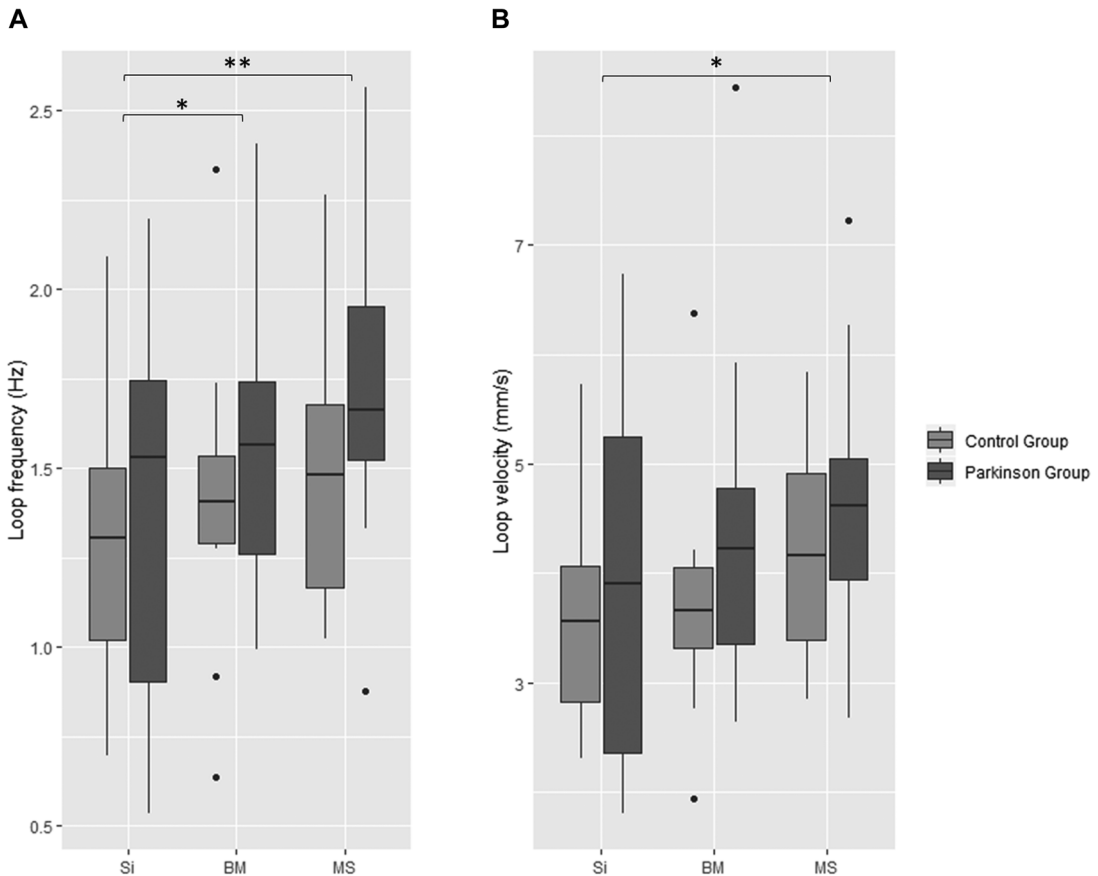 A
B
**
*
*
2.5
2.0
1.5
1.0
0.5
Loop frequency (Hz)
Si
BM
MS
7
5
3
Loop velocity (mm/s)
Si
BM
MS
Control Group
Parkinson Group